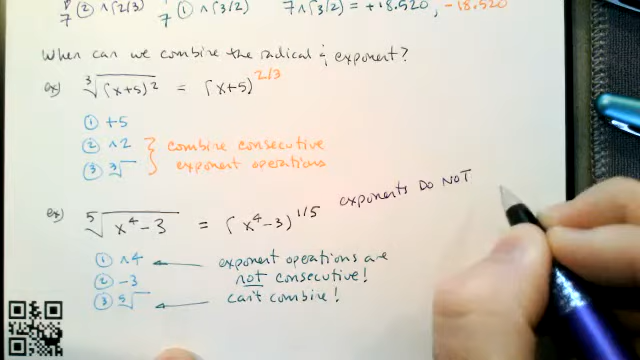 7 ② ^(2/3) 7 ① ^(3/2) 7^(3/2) = +18.520, -18.520
When can we combine the radical & exponent?
ex) ∛(x+5)² = (x+5)^2/3
① +5
② ^2 } combine consecutive
③ ∛ exponent operations
ex) ⁵√x⁴-3 = (x⁴-3)^1/5 exponents DO NOT
① ^4 ← exponent operations are
② -3 not consecutive!
③ ⁵√ ← can't combine!